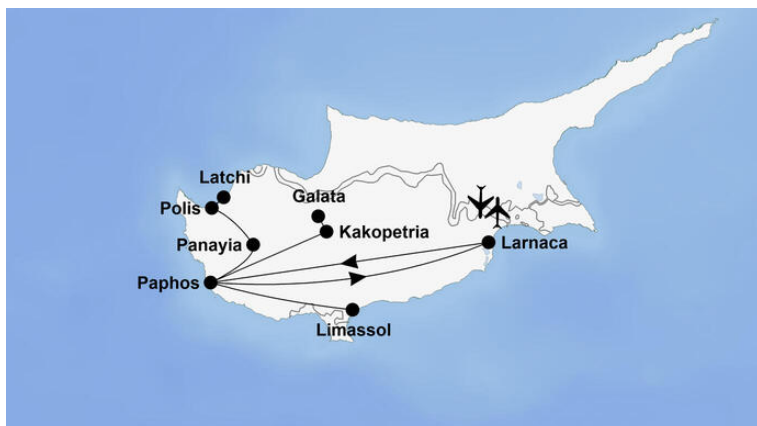 Latchi
Galata
Polis
Kakopetria
Panayia
Larnaca
Paphos
Limassol